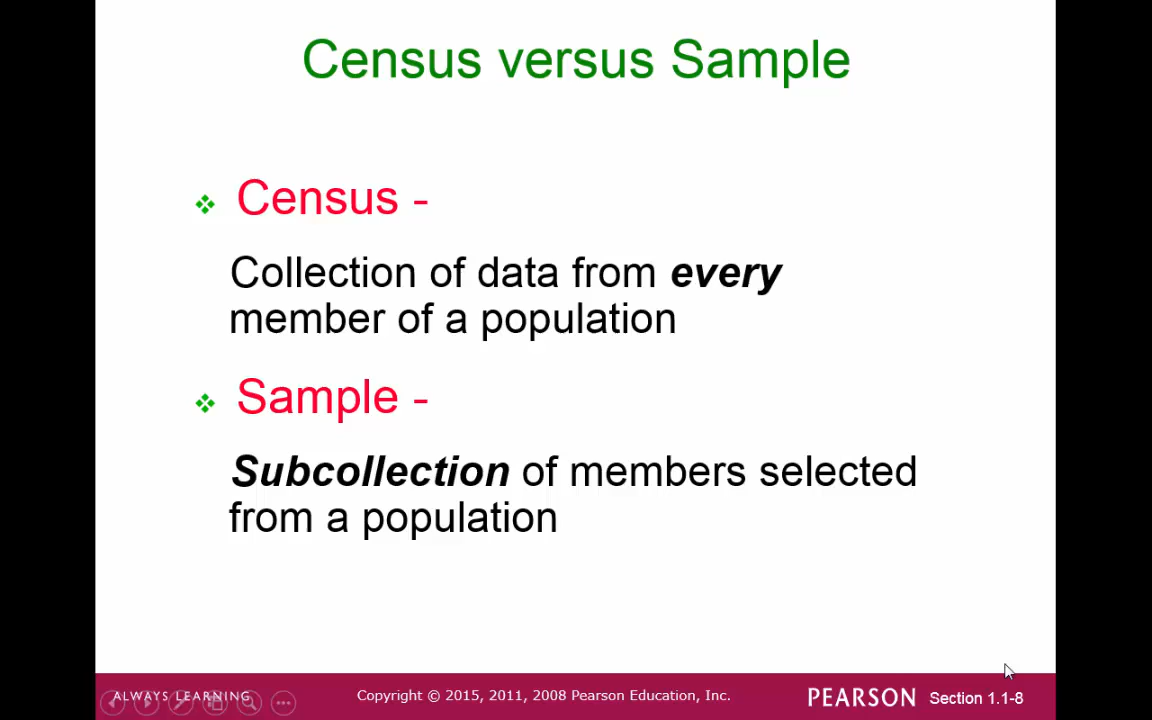 Census versus Sample
Census -
Collection of data from every
member of a population
Sample -
Subcollection of members selected
from a population
ALWAYS LEARNING
Copyright © 2015, 2011, 2008 Pearson Education, Inc.
PEARSON
Section 1.1-8